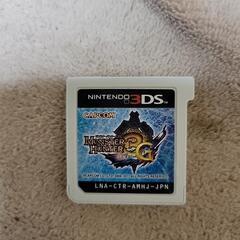 NINTENDO 3DS
CAPCOM
MONSTER HUNTER 3G
LNA-CTR-AMHJ-JPN